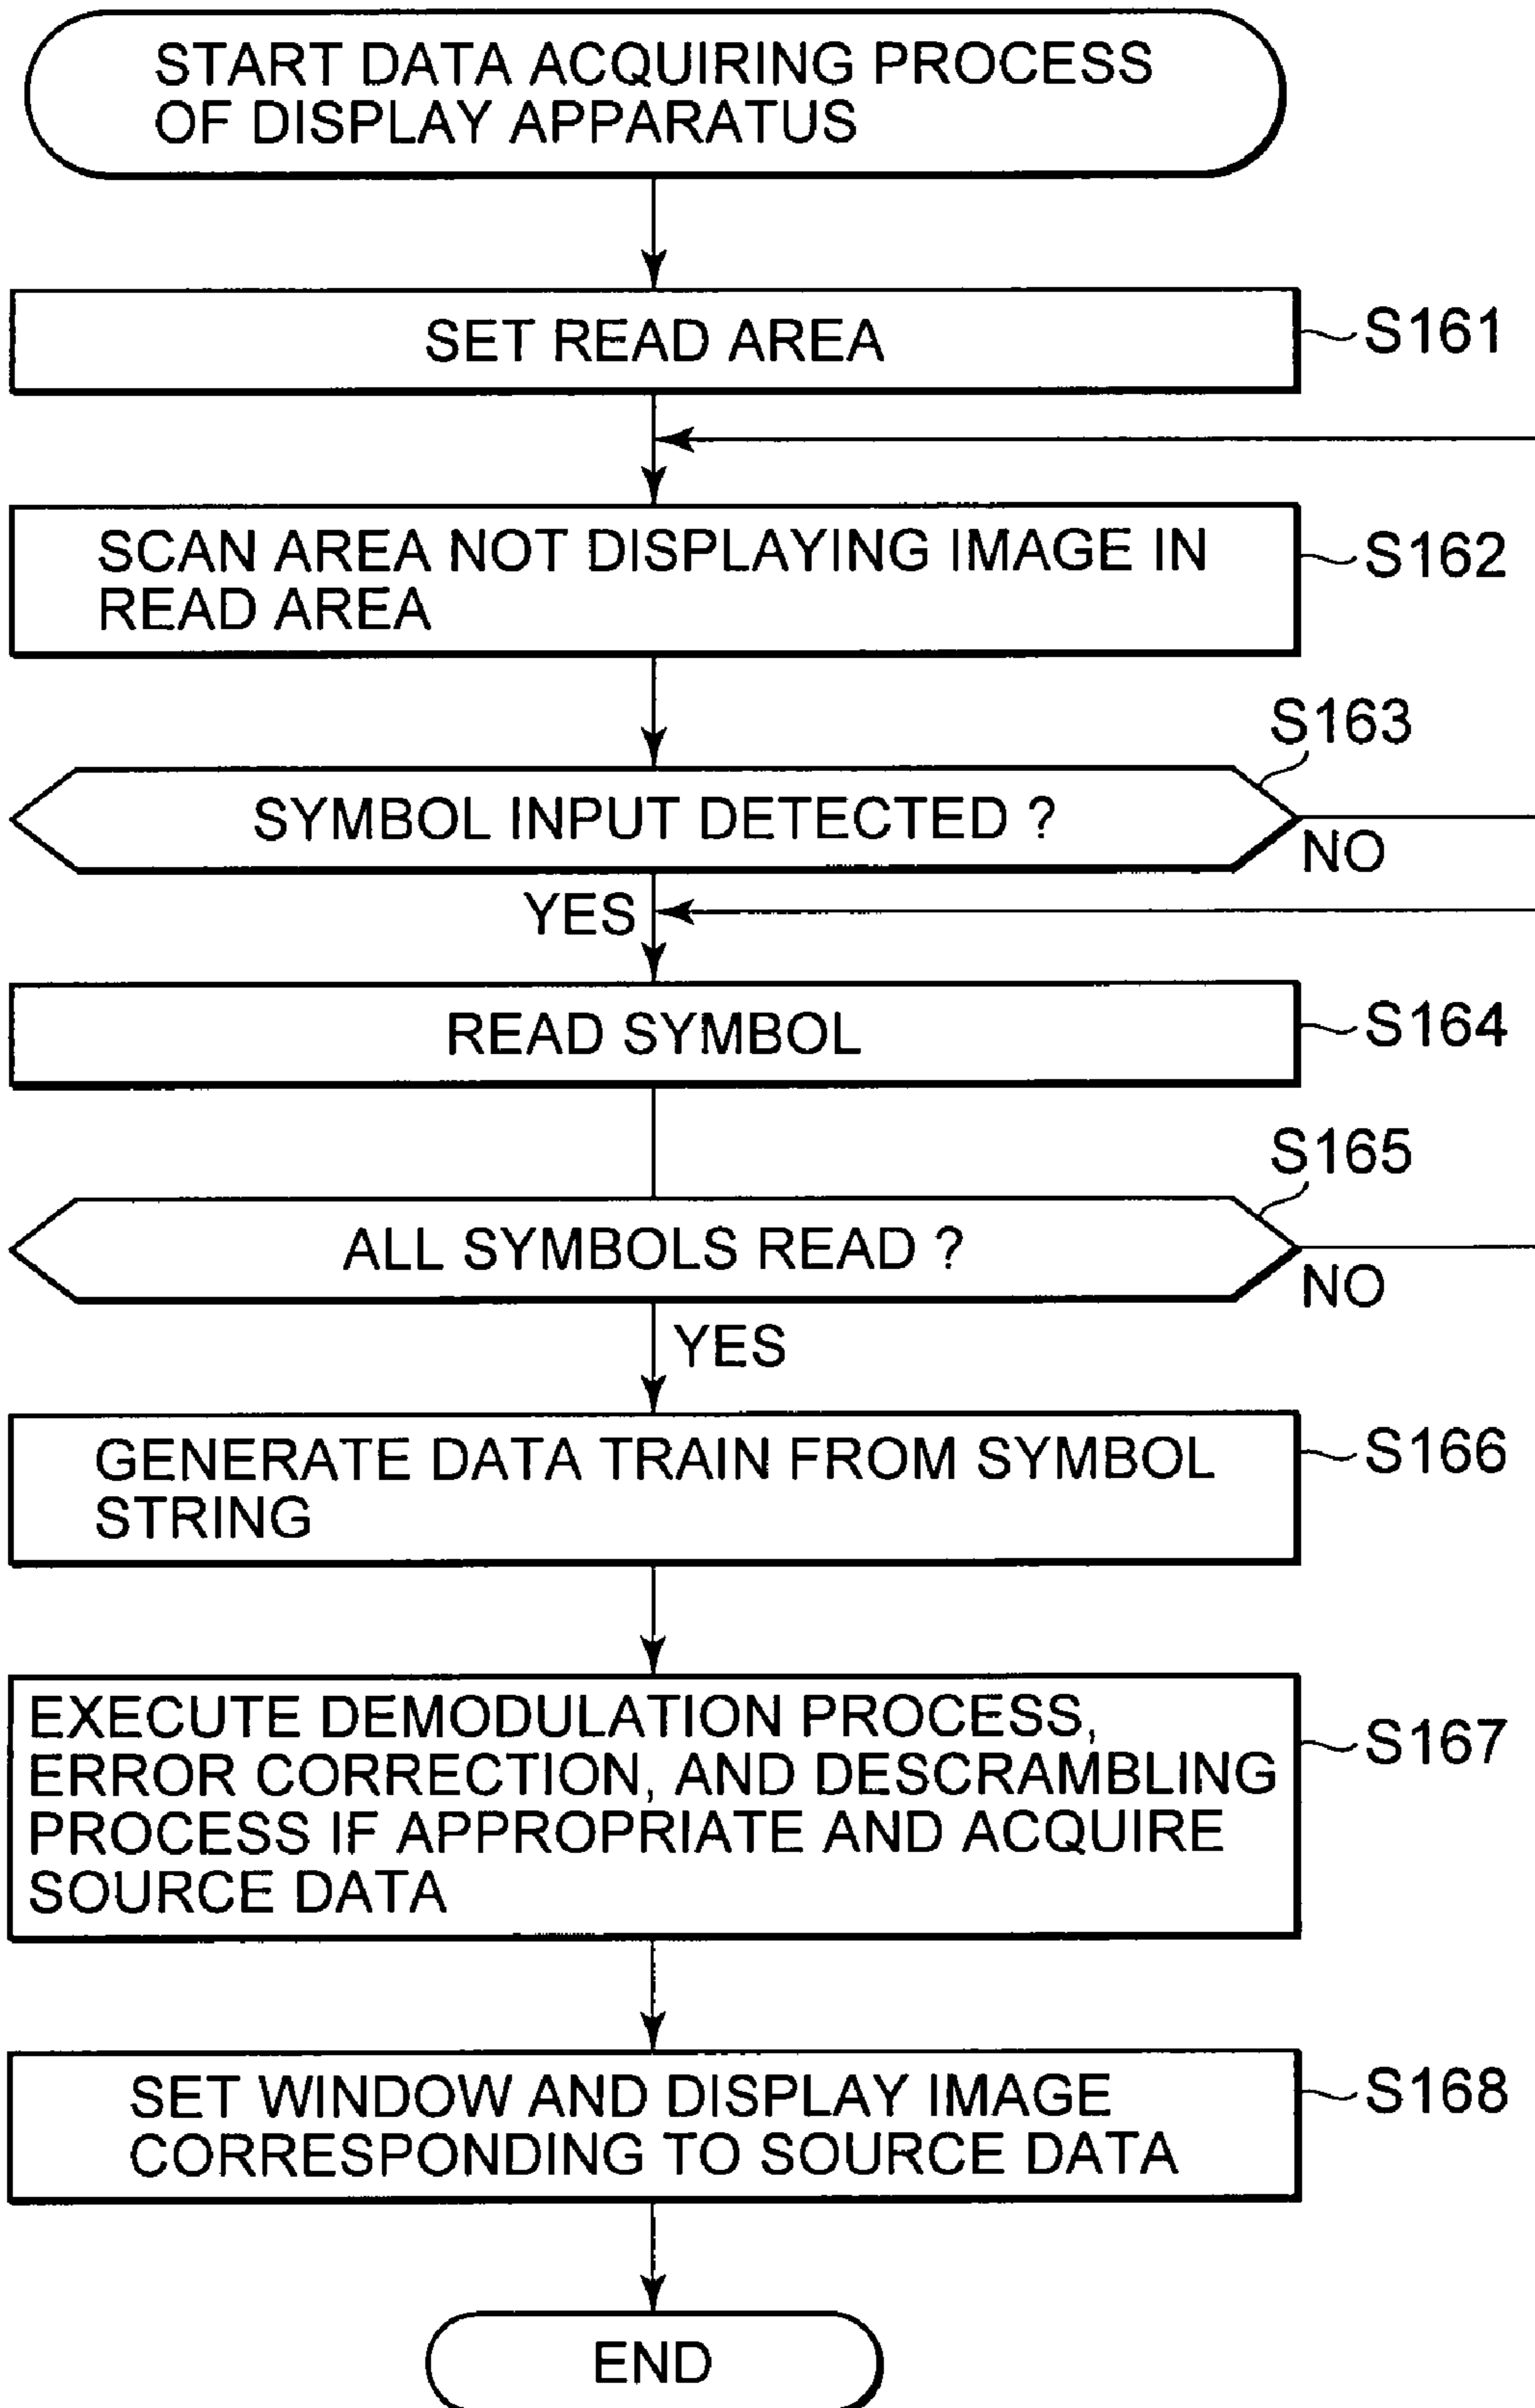 START DATA ACQUIRING PROCESS
OF DISPLAY APPARATUS
SET READ AREA
S161
SCAN AREA NOT DISPLAYING IMAGE IN
READ AREA
S162
S163
SYMBOL INPUT DETECTED ?
NO
YES
READ SYMBOL
S164
S165
ALL SYMBOLS READ ?
NO
YES
GENERATE DATA TRAIN FROM SYMBOL
STRING
S166
EXECUTE DEMODULATION PROCESS,
ERROR CORRECTION, AND DESCRAMBLING
PROCESS IF APPROPRIATE AND ACQUIRE
SOURCE DATA
S167
SET WINDOW AND DISPLAY IMAGE
CORRESPONDING TO SOURCE DATA
S168
END